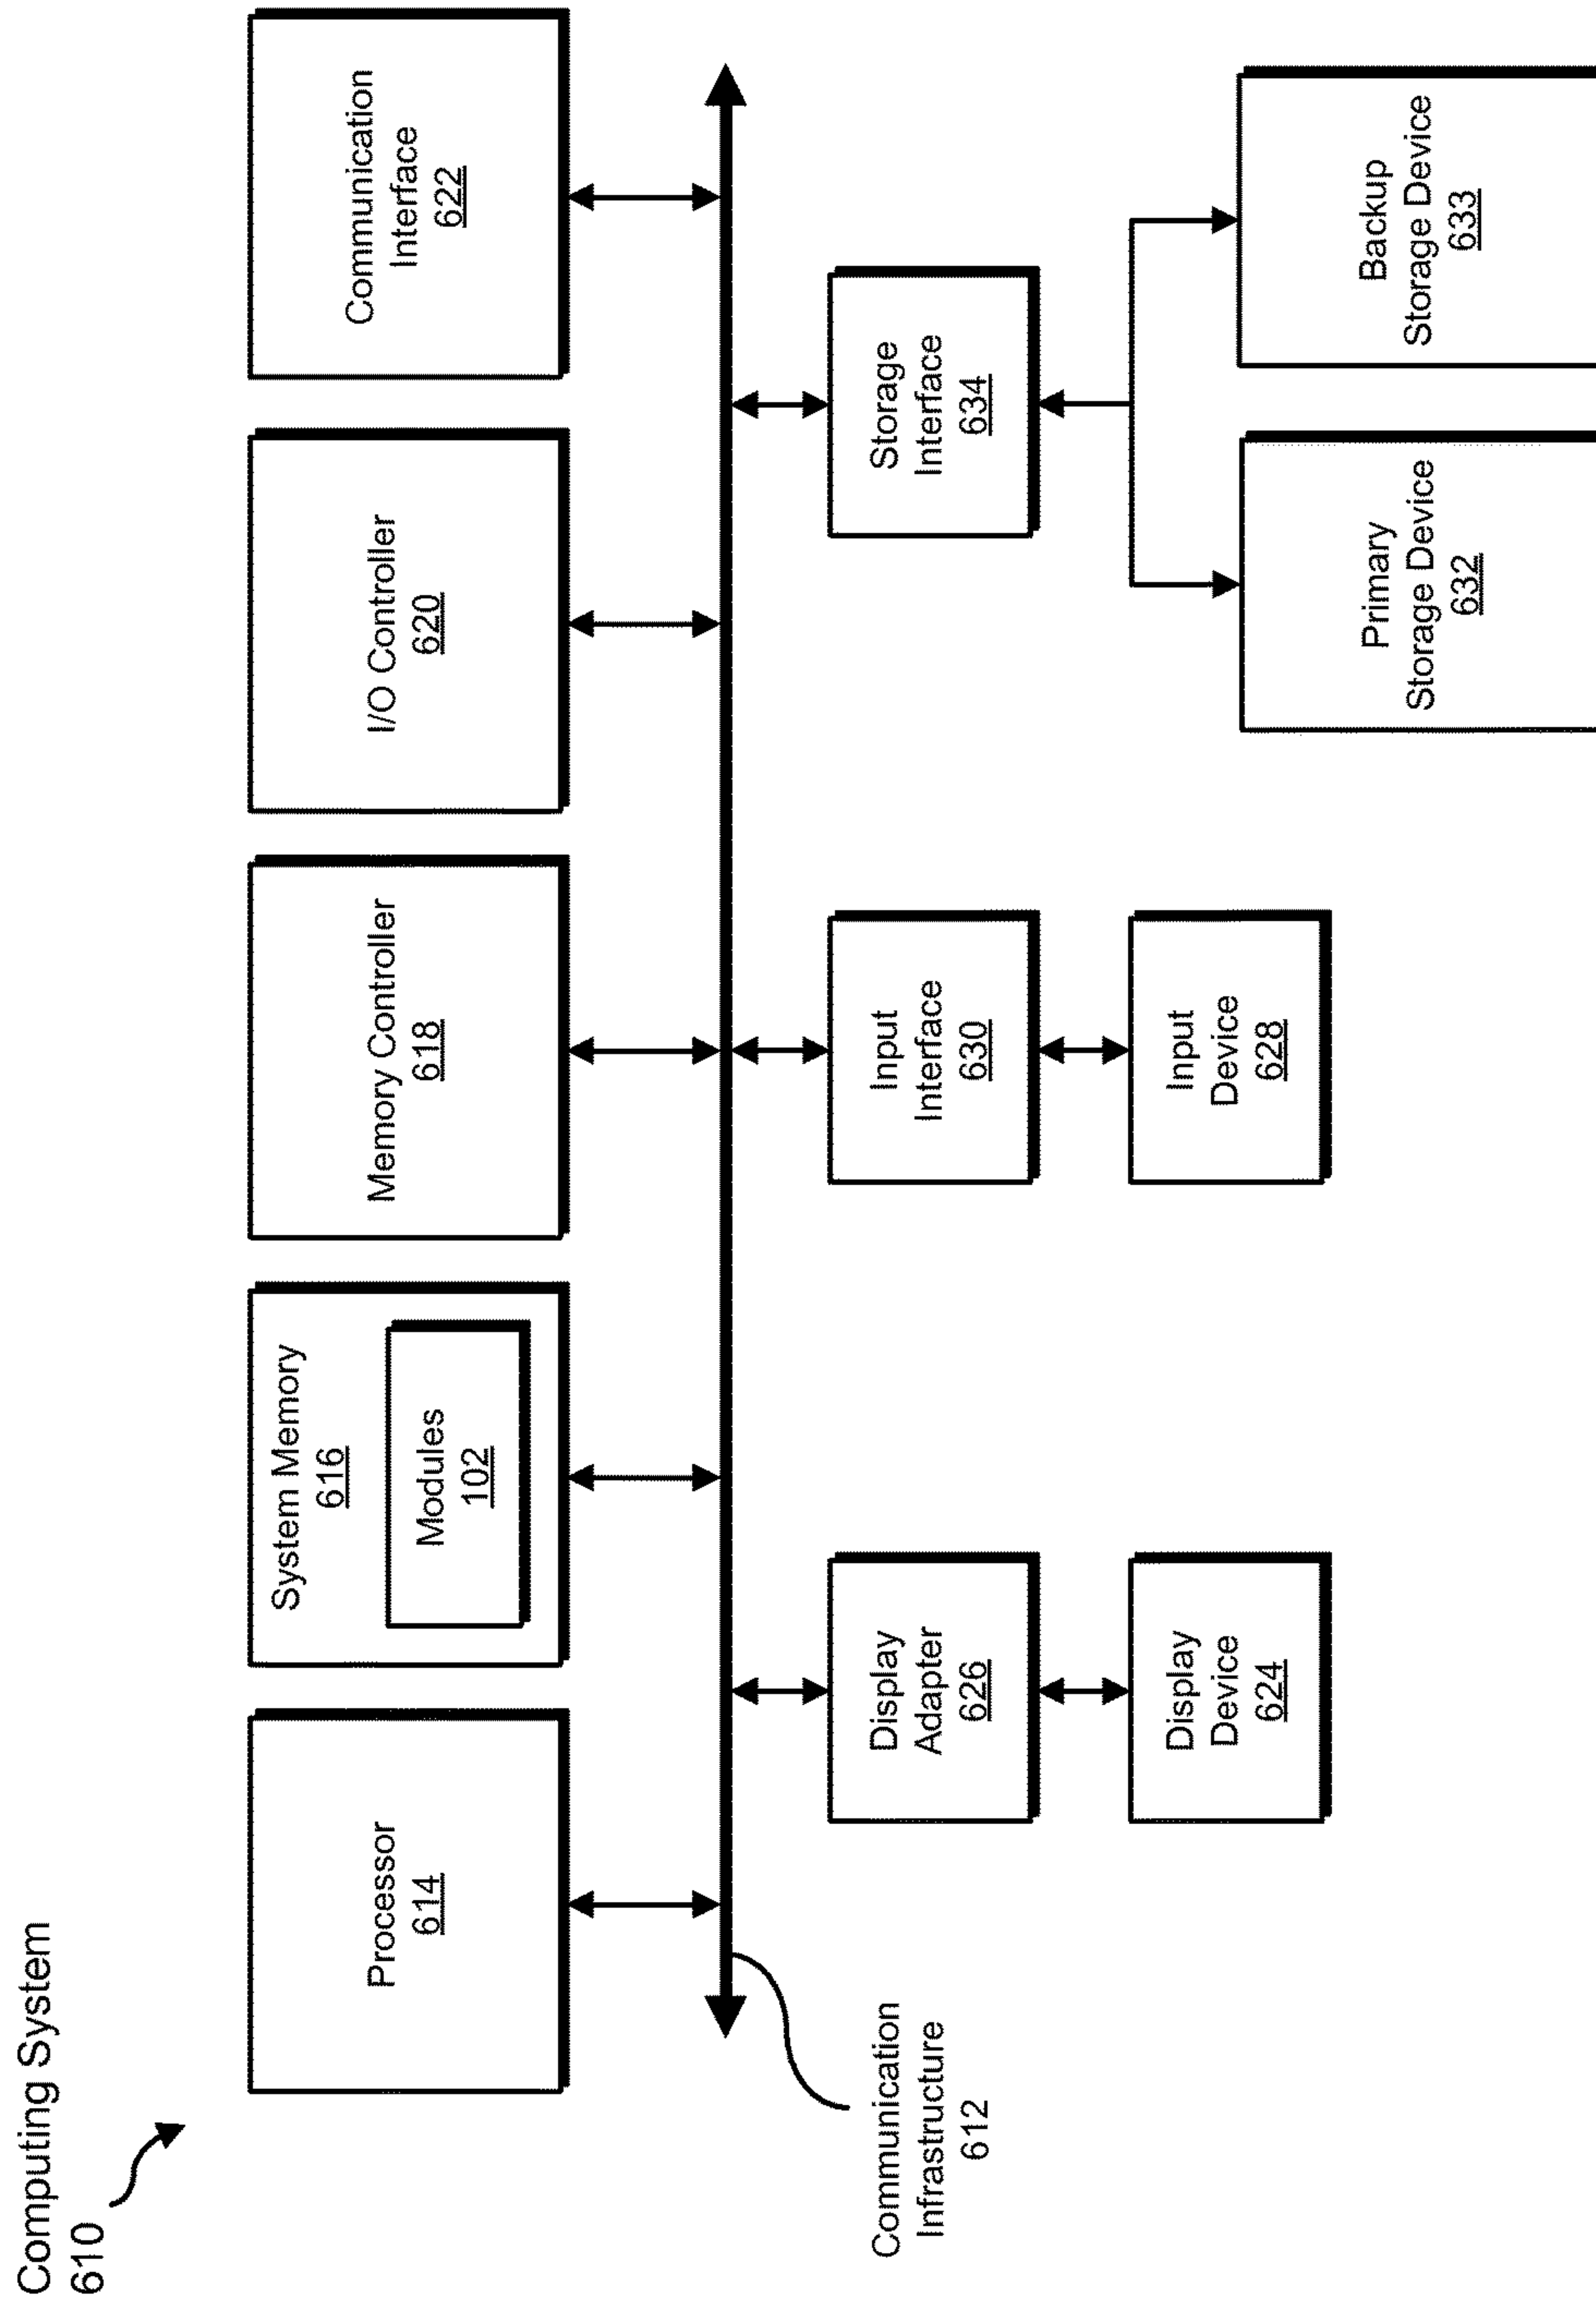 Computing System
610
Processor
614
System Memory
616
Modules
102
Memory Controller
618
I/O Controller
620
Communication
Interface
622
Communication
Infrastructure
612
Display
Adapter
626
Input
Interface
630
Storage
Interface
634
Display
Device
624
Input
Device
628
Primary
Storage Device
632
Backup
Storage Device
633